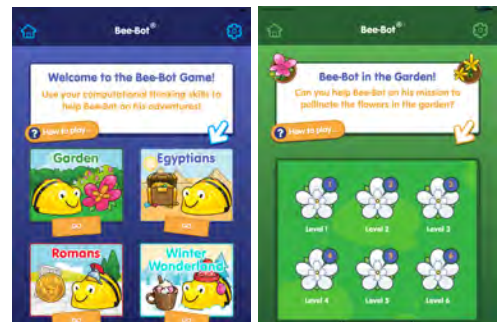 Bee-Bot®
Welcome to the Bee-Bot Game!
Use your computational thinking skills to
help Bee-Bot on his adventures!
? How to play...
Garden
GO
Egyptians
GO
Romans
GO
Winter
Wonderland
GO
Bee-Bot®
Bee-Bot in the Garden!
Can you help Bee-Bot on his mission to
pollinate the flowers in the garden?
? How to play...
1
Level 1
2
Level 2
3
Level 3
4
Level 4
5
Level 5
6
Level 6